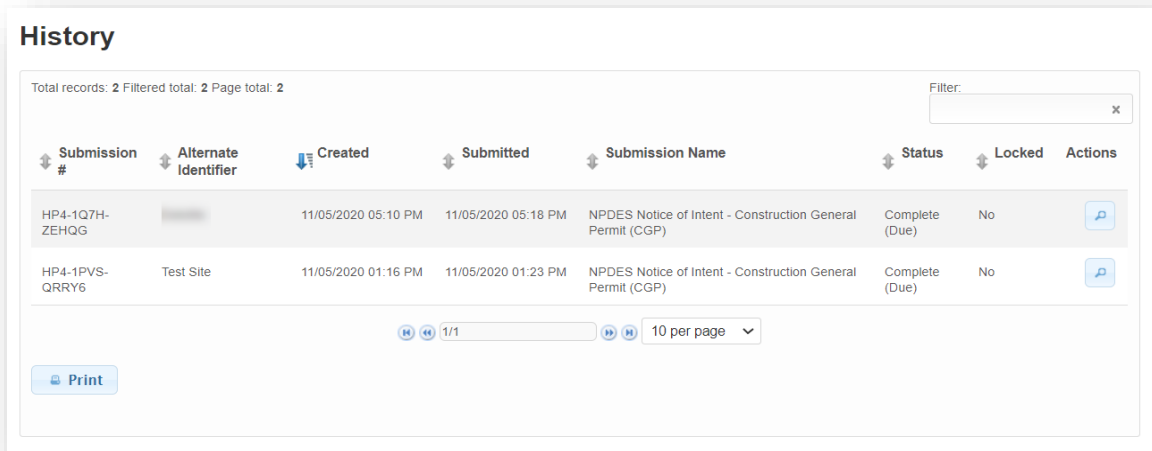 History
Total records: 2 Filtered total: 2 Page total: 2
Filter:
Submission # Alternate Identifier Created Submitted Submission Name Status Locked Actions
HP4-1Q7H- 11/05/2020 05:10 PM 11/05/2020 05:18 PM NPDES Notice of Intent - Construction General Complete No
ZEHQG Permit (CGP) (Due)
HP4-1PVS- Test Site 11/05/2020 01:16 PM 11/05/2020 01:23 PM NPDES Notice of Intent - Construction General Complete No
QRRY6 Permit (CGP) (Due)
1/1 10 per page
Print